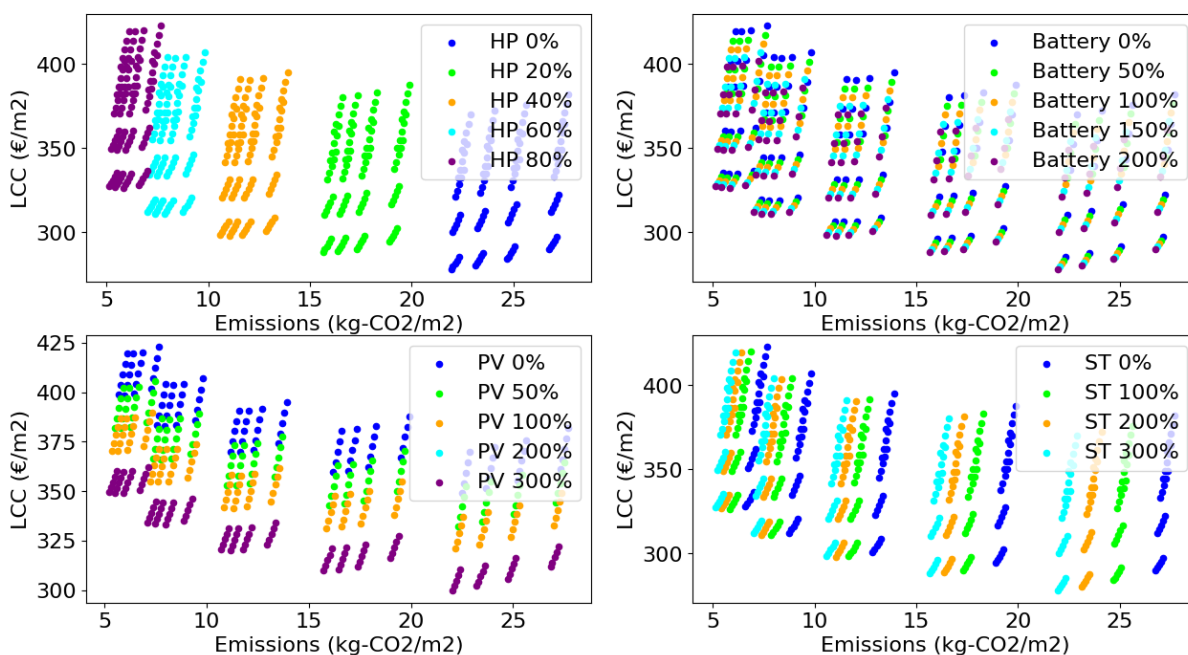 400
350
300
LCC (€/m2)
5 10 15 20 25
Emissions (kg-CO2/m2)
HP 0%
HP 20%
HP 40%
HP 60%
HP 80%
400
350
300
LCC (€/m2)
5 10 15 20 25
Emissions (kg-CO2/m2)
Battery 0%
Battery 50%
Battery 100%
Battery 150%
Battery 200%
425
400
375
350
325
300
LCC (€/m2)
5 10 15 20 25
Emissions (kg-CO2/m2)
PV 0%
PV 50%
PV 100%
PV 200%
PV 300%
400
350
300
LCC (€/m2)
5 10 15 20 25
Emissions (kg-CO2/m2)
ST 0%
ST 100%
ST 200%
ST 300%